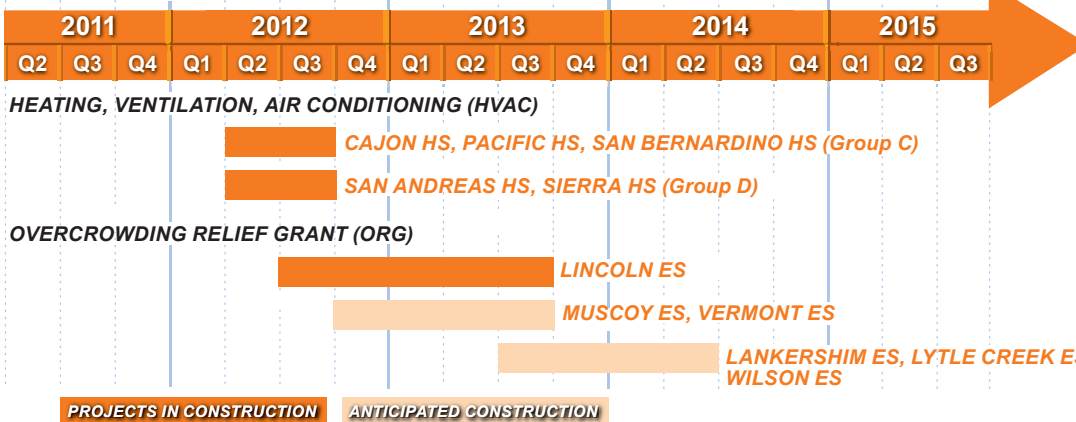 2011 2012 2013 2014 2015
Q2 Q3 Q4 Q1 Q2 Q3 Q4 Q1 Q2 Q3 Q4 Q1 Q2 Q3 Q4 Q1 Q2 Q3
HEATING, VENTILATION, AIR CONDITIONING (HVAC)
CAJON HS, PACIFIC HS, SAN BERNARDINO HS (Group C)
SAN ANDREAS HS, SIERRA HS (Group D)
OVERCROWDING RELIEF GRANT (ORG)
LINCOLN ES
MUSCOY ES, VERMONT ES
LANKERSHIM ES, LYTLE CREEK ES
WILSON ES
PROJECTS IN CONSTRUCTION ANTICIPATED CONSTRUCTION